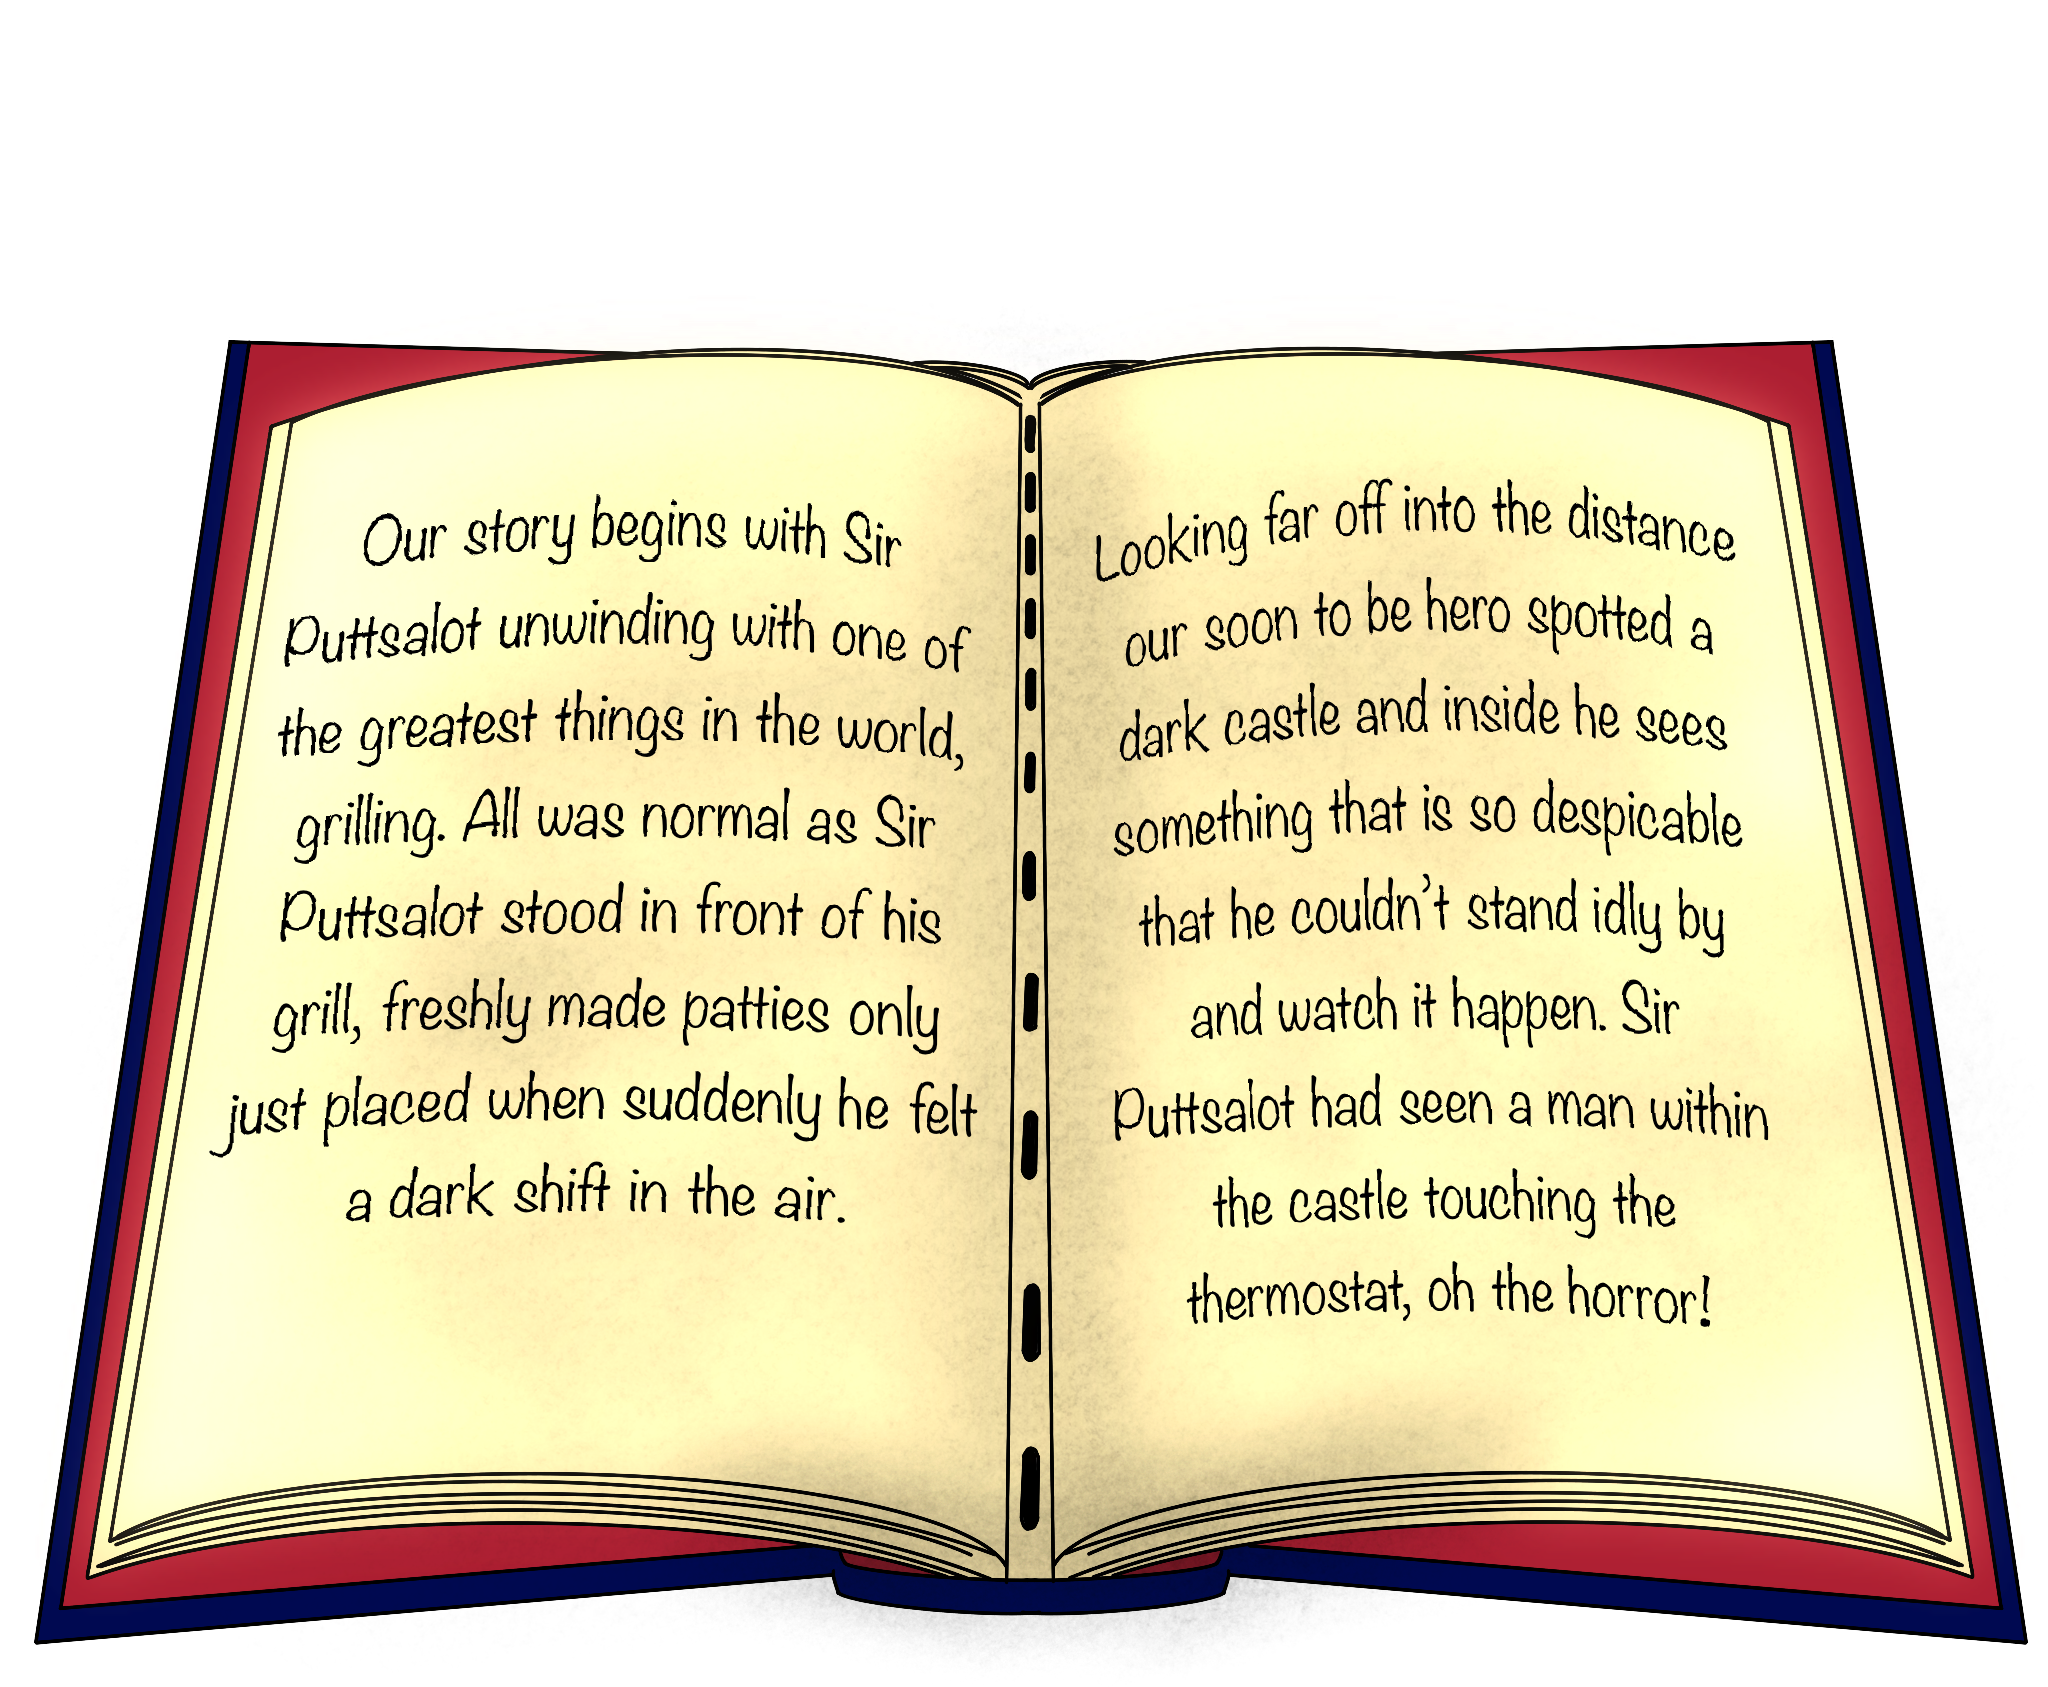 Our story begins with Sir
Puttsalot unwinding with one of
the greatest things in the world,
grilling. All was normal as Sir
Puttsalot stood in front of his
grill, freshly made patties only
just placed when suddenly he felt
a dark shift in the air.
Looking far off into the distance
our soon to be hero spotted a
dark castle and inside he sees
something that is so despicable
that he couldn't stand idly by
and watch it happen. Sir
Puttsalot had seen a man within
the castle touching the
thermostat, oh the horror!